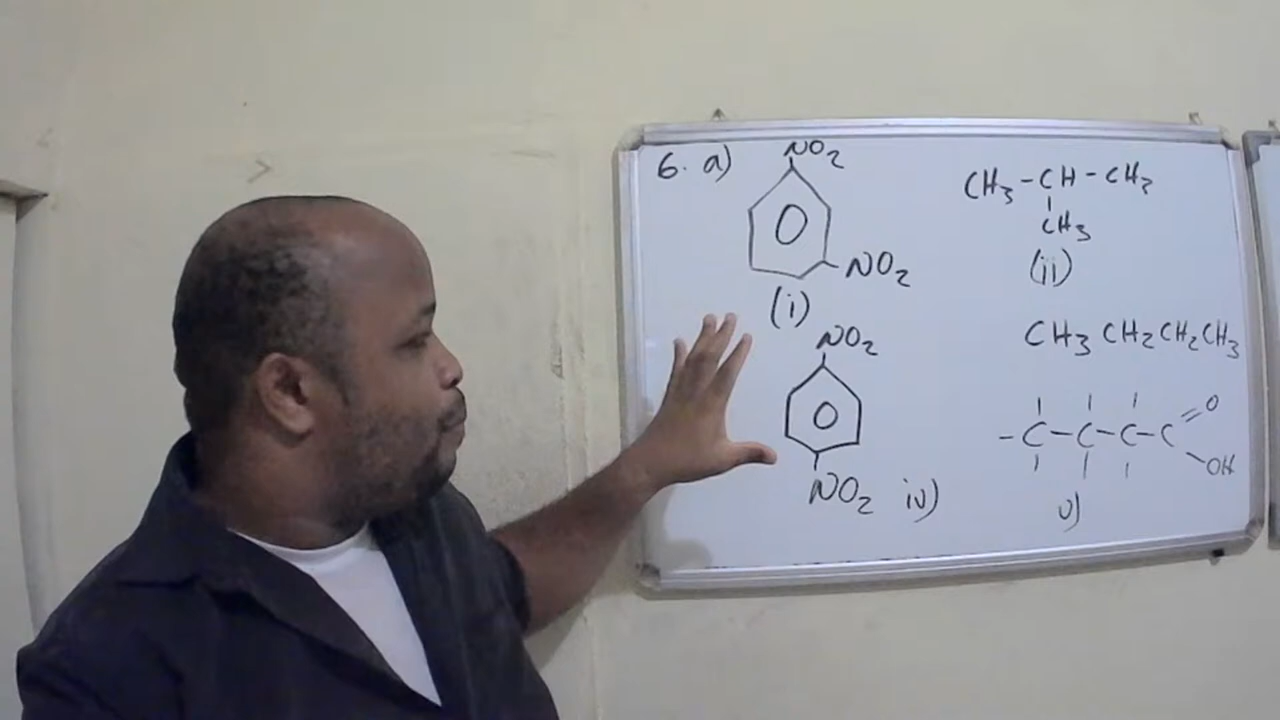 6. a)
NO₂
O
NO₂
(i)
CH₃ - CH - CH₃
CH₃
(ii)
NO₂
O
NO₂ iv)
CH₃ CH₂ CH₂ CH₃
- C - C - C - C
O
OH
v)